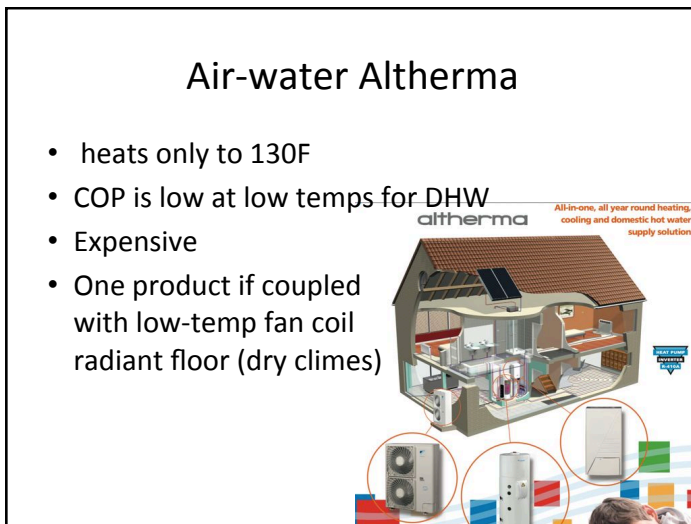 Air-water Altherma
• heats only to 130F
• COP is low at low temps for DHW
• Expensive
• One product if coupled
with low-temp fan coil
radiant floor (dry climes)
altherma
All-in-one, all year round heating,
cooling and domestic hot water
supply solution
HEAT PUMP
INVERTER
R-410A